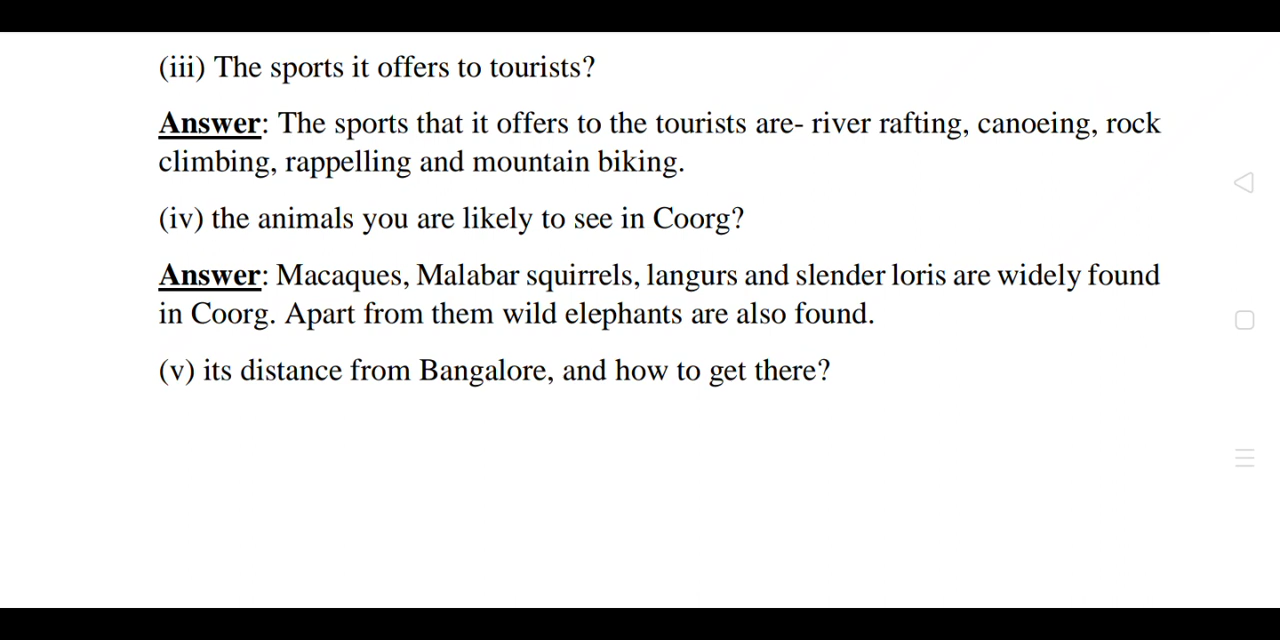 (iii) The sports it offers to tourists?
Answer: The sports that it offers to the tourists are- river rafting, canoeing, rock
climbing, rappelling and mountain biking.
(iv) the animals you are likely to see in Coorg?
Answer: Macaques, Malabar squirrels, langurs and slender loris are widely found
in Coorg. Apart from them wild elephants are also found.
(v) its distance from Bangalore, and how to get there?